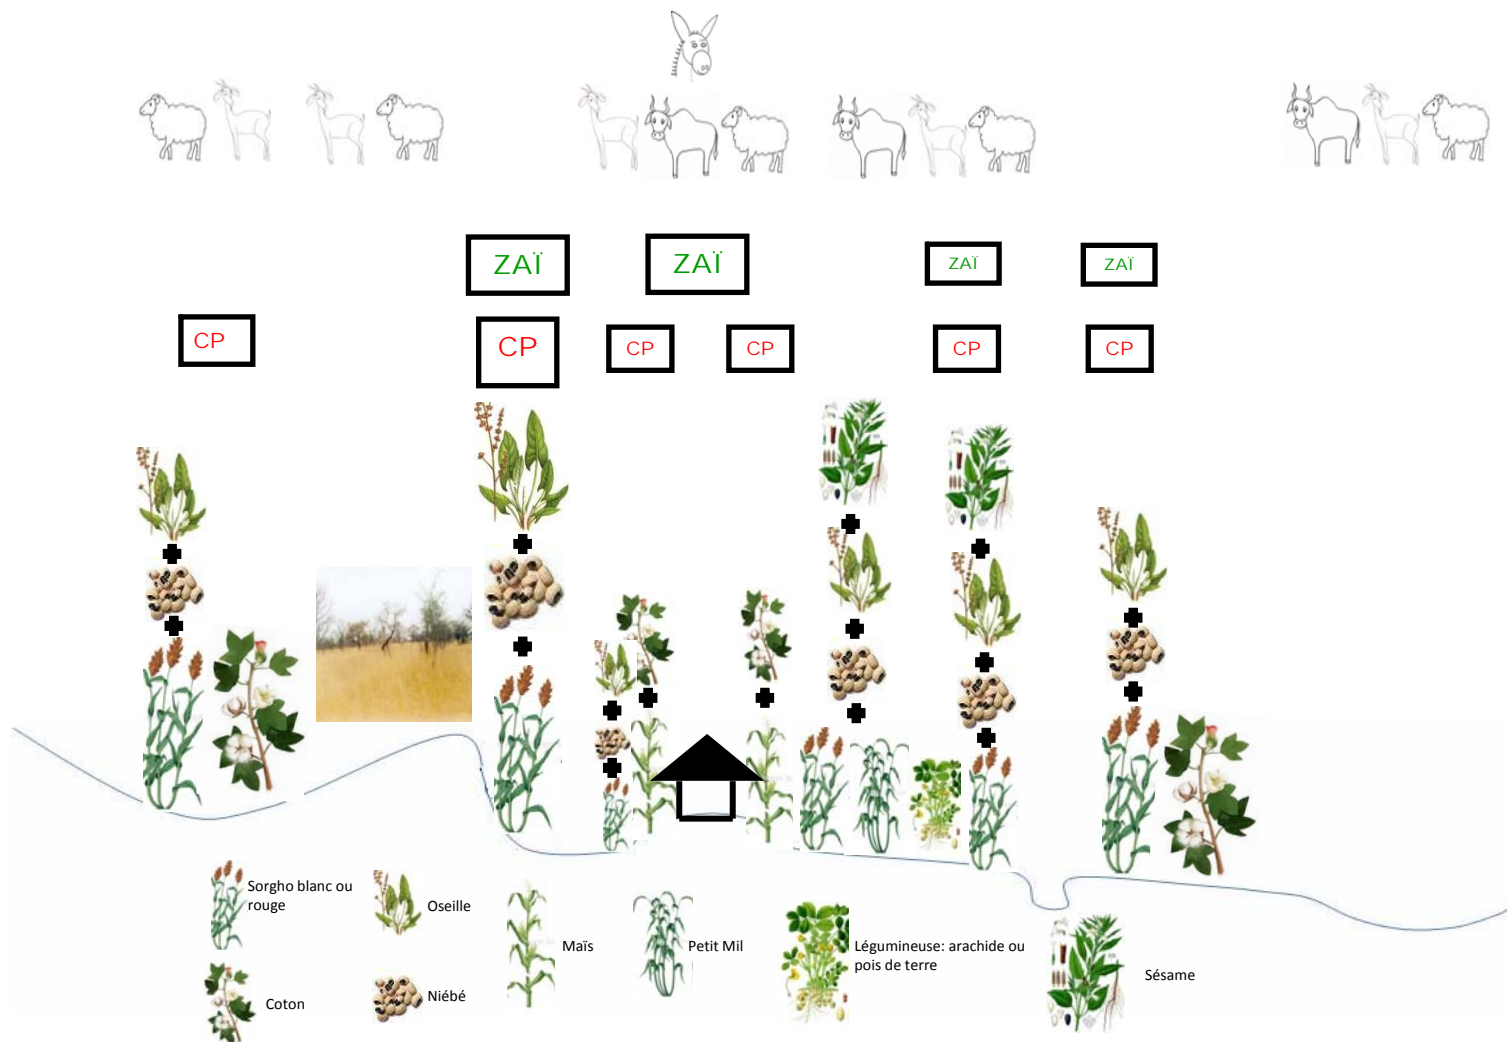 ZAÏ
ZAÏ
ZAÏ
ZAÏ
CP
CP
CP
CP
CP
CP
Sorgho blanc ou
rouge
Oseille
Maïs
Petit Mil
Légumineuse: arachide ou
pois de terre
Sésame
Coton
Niébé